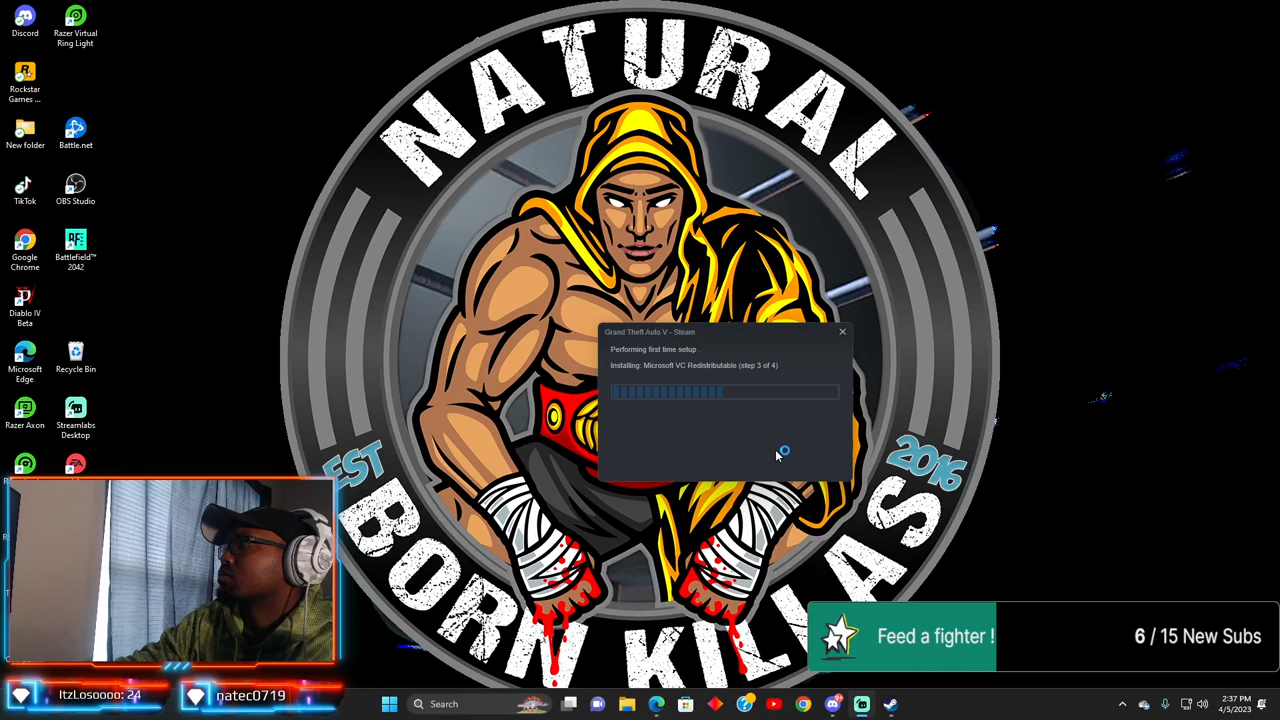 Discord
Razer Virtual
Ring Light
Rockstar
Games ...
New folder
Battle.net
TikTok
OBS Studio
Google
Chrome
Battlefield™
2042
Diablo IV
Beta
Microsoft
Edge
Recycle Bin
Razer Axon
Streamlabs
Desktop
NATURAL
BORN KILLAS
EST
2016
Grand Theft Auto V - Steam
Performing first time setup .
Installing: Microsoft VC Redistributable (step 3 of 4)
Feed a fighter !
6 / 15 New Subs
ItzLosoooo: 24
natec0719
Search
2:37 PM
4/5/2023